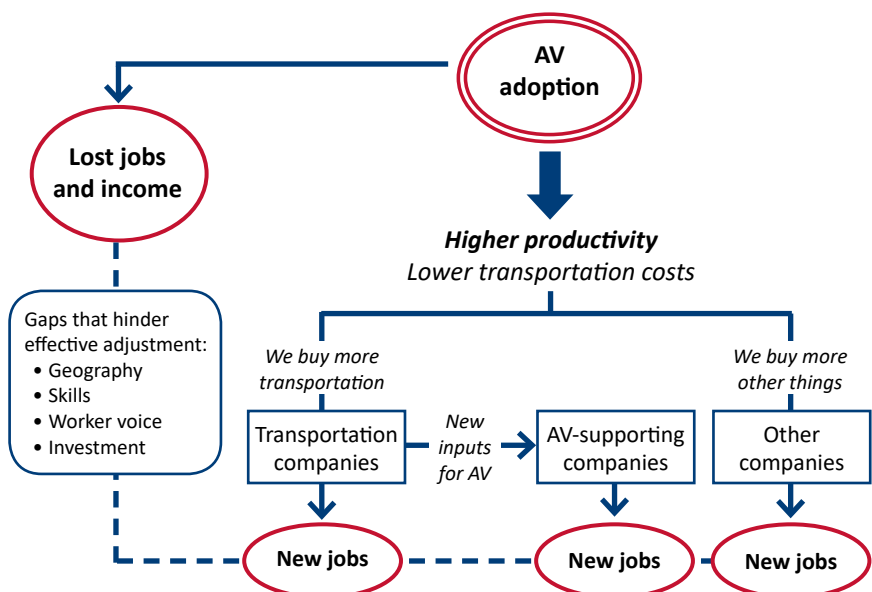 AV
adoption
Lost jobs
and income
Higher productivity
Lower transportation costs
Gaps that hinder
effective adjustment:
• Geography
• Skills
• Worker voice
• Investment
We buy more
transportation
We buy more
other things
Transportation
companies
New
inputs
for AV
AV-supporting
companies
Other
companies
New jobs
New jobs
New jobs